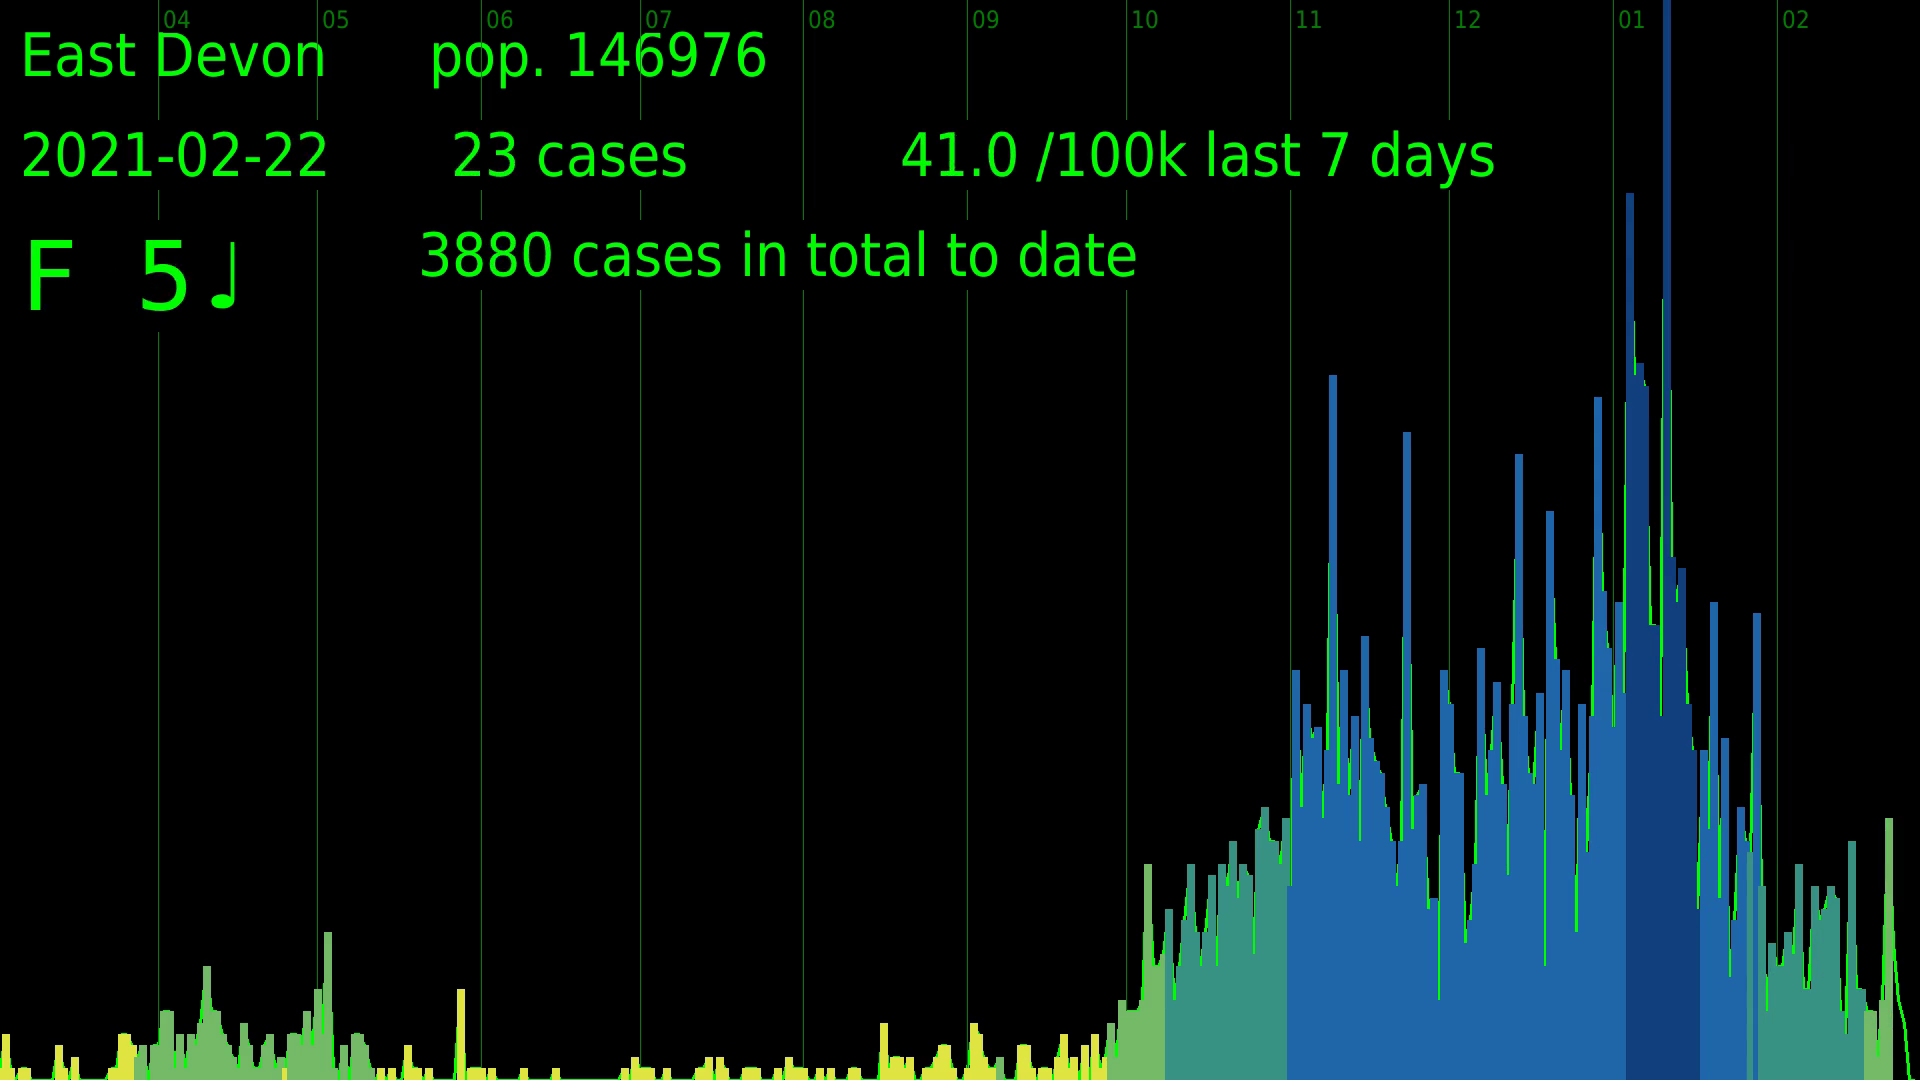 04 05 06 07 08 09 10 11 12 01 02
East Devon pop. 146976
2021-02-22 23 cases 41.0 /100k last 7 days
F 5♩ 3880 cases in total to date